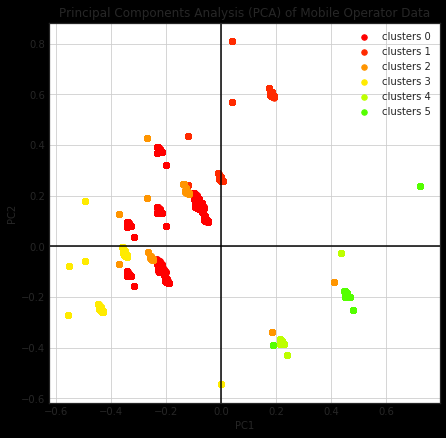 Principal Components Analysis (PCA) of Mobile Operator Data
clusters 0
clusters 1
clusters 2
clusters 3
clusters 4
clusters 5
0.8
0.6
0.4
0.2
0.0
−0.2
−0.4
−0.6
PC2
−0.6 −0.4 −0.2 0.0 0.2 0.4 0.6
PC1